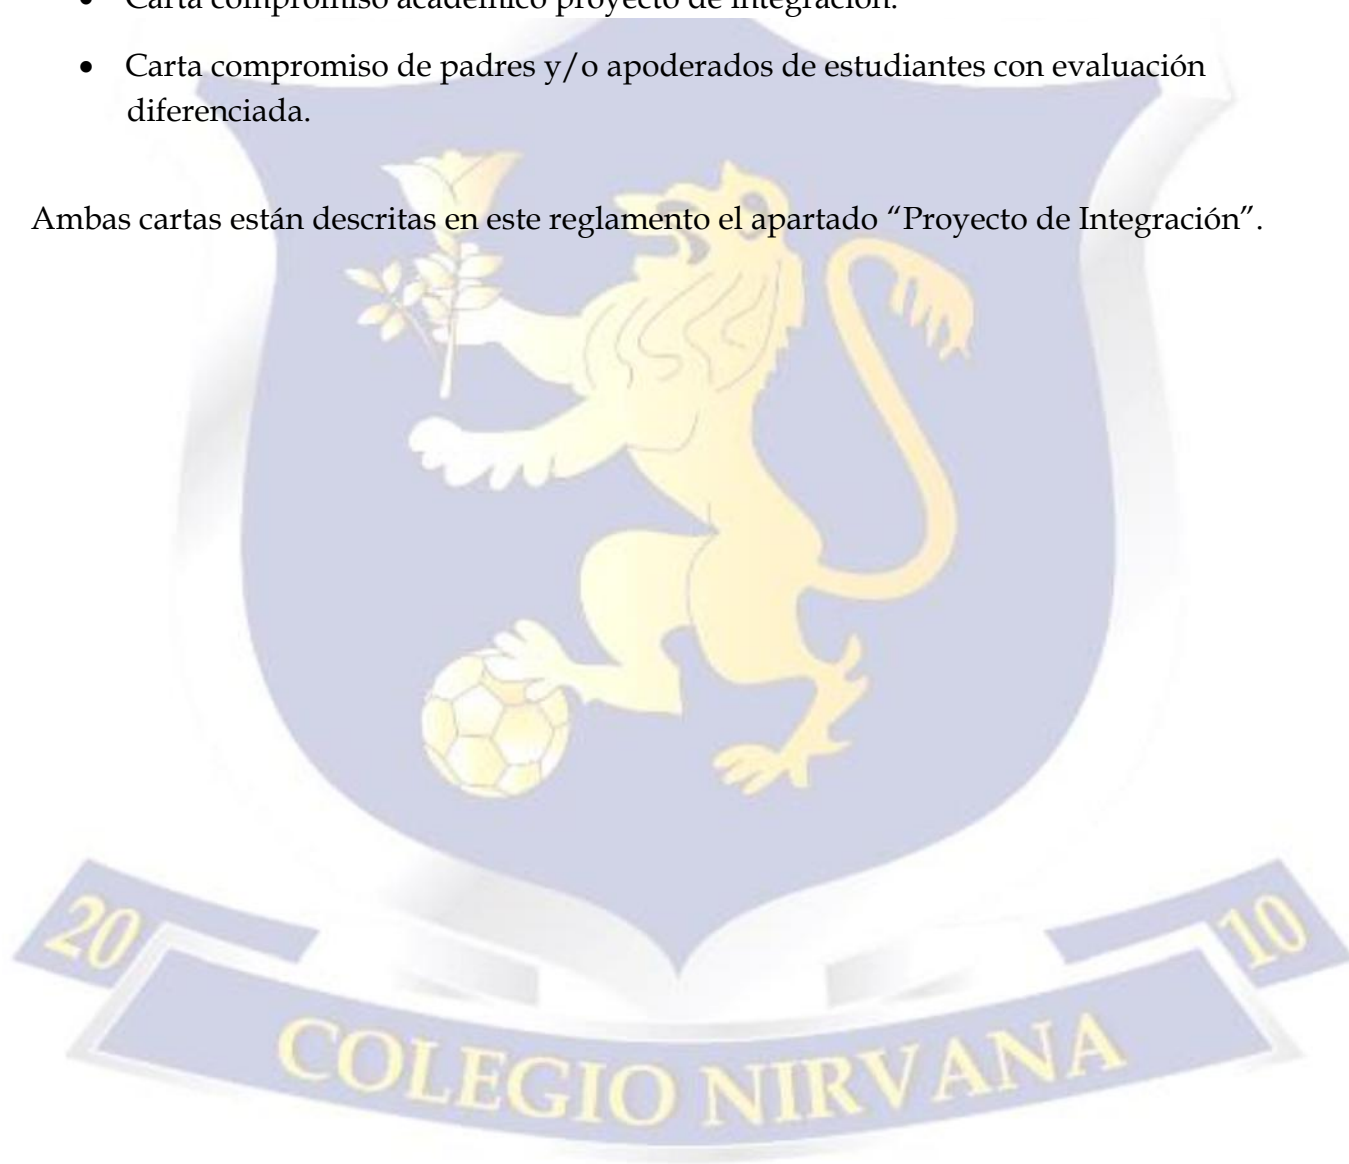 Carta compromiso académico proyecto de integración.
• Carta compromiso de padres y/o apoderados de estudiantes con evaluación
diferenciada.
Ambas cartas están descritas en este reglamento el apartado “Proyecto de Integración”.
20
10
COLEGIO NIRVANA